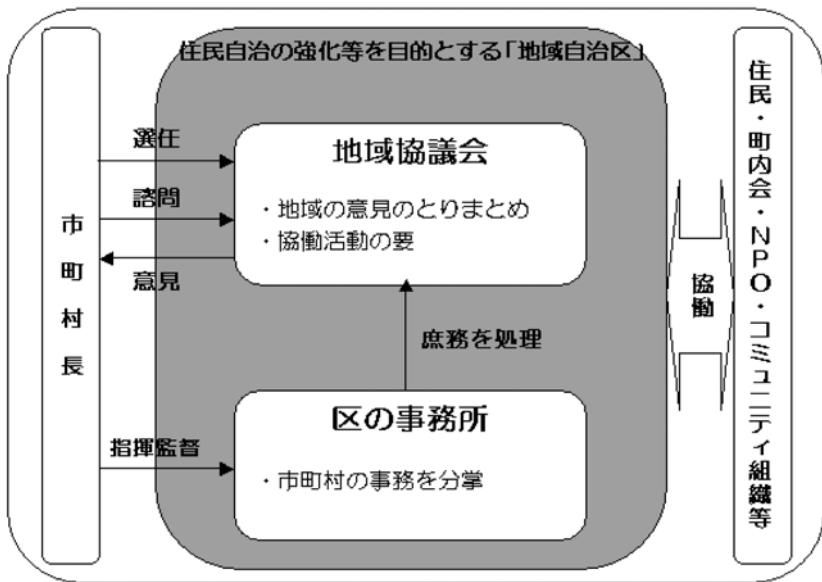 住民自治の強化等を目的とする「地域自治区」
市町村長
選任
諮問
意見
指揮監督
地域協議会
・地域の意見のとりまとめ
・協働活動の要
庶務を処理
区の事務所
・市町村の事務を分掌
協働
住民・町内会・NPO・コミュニティ組織等